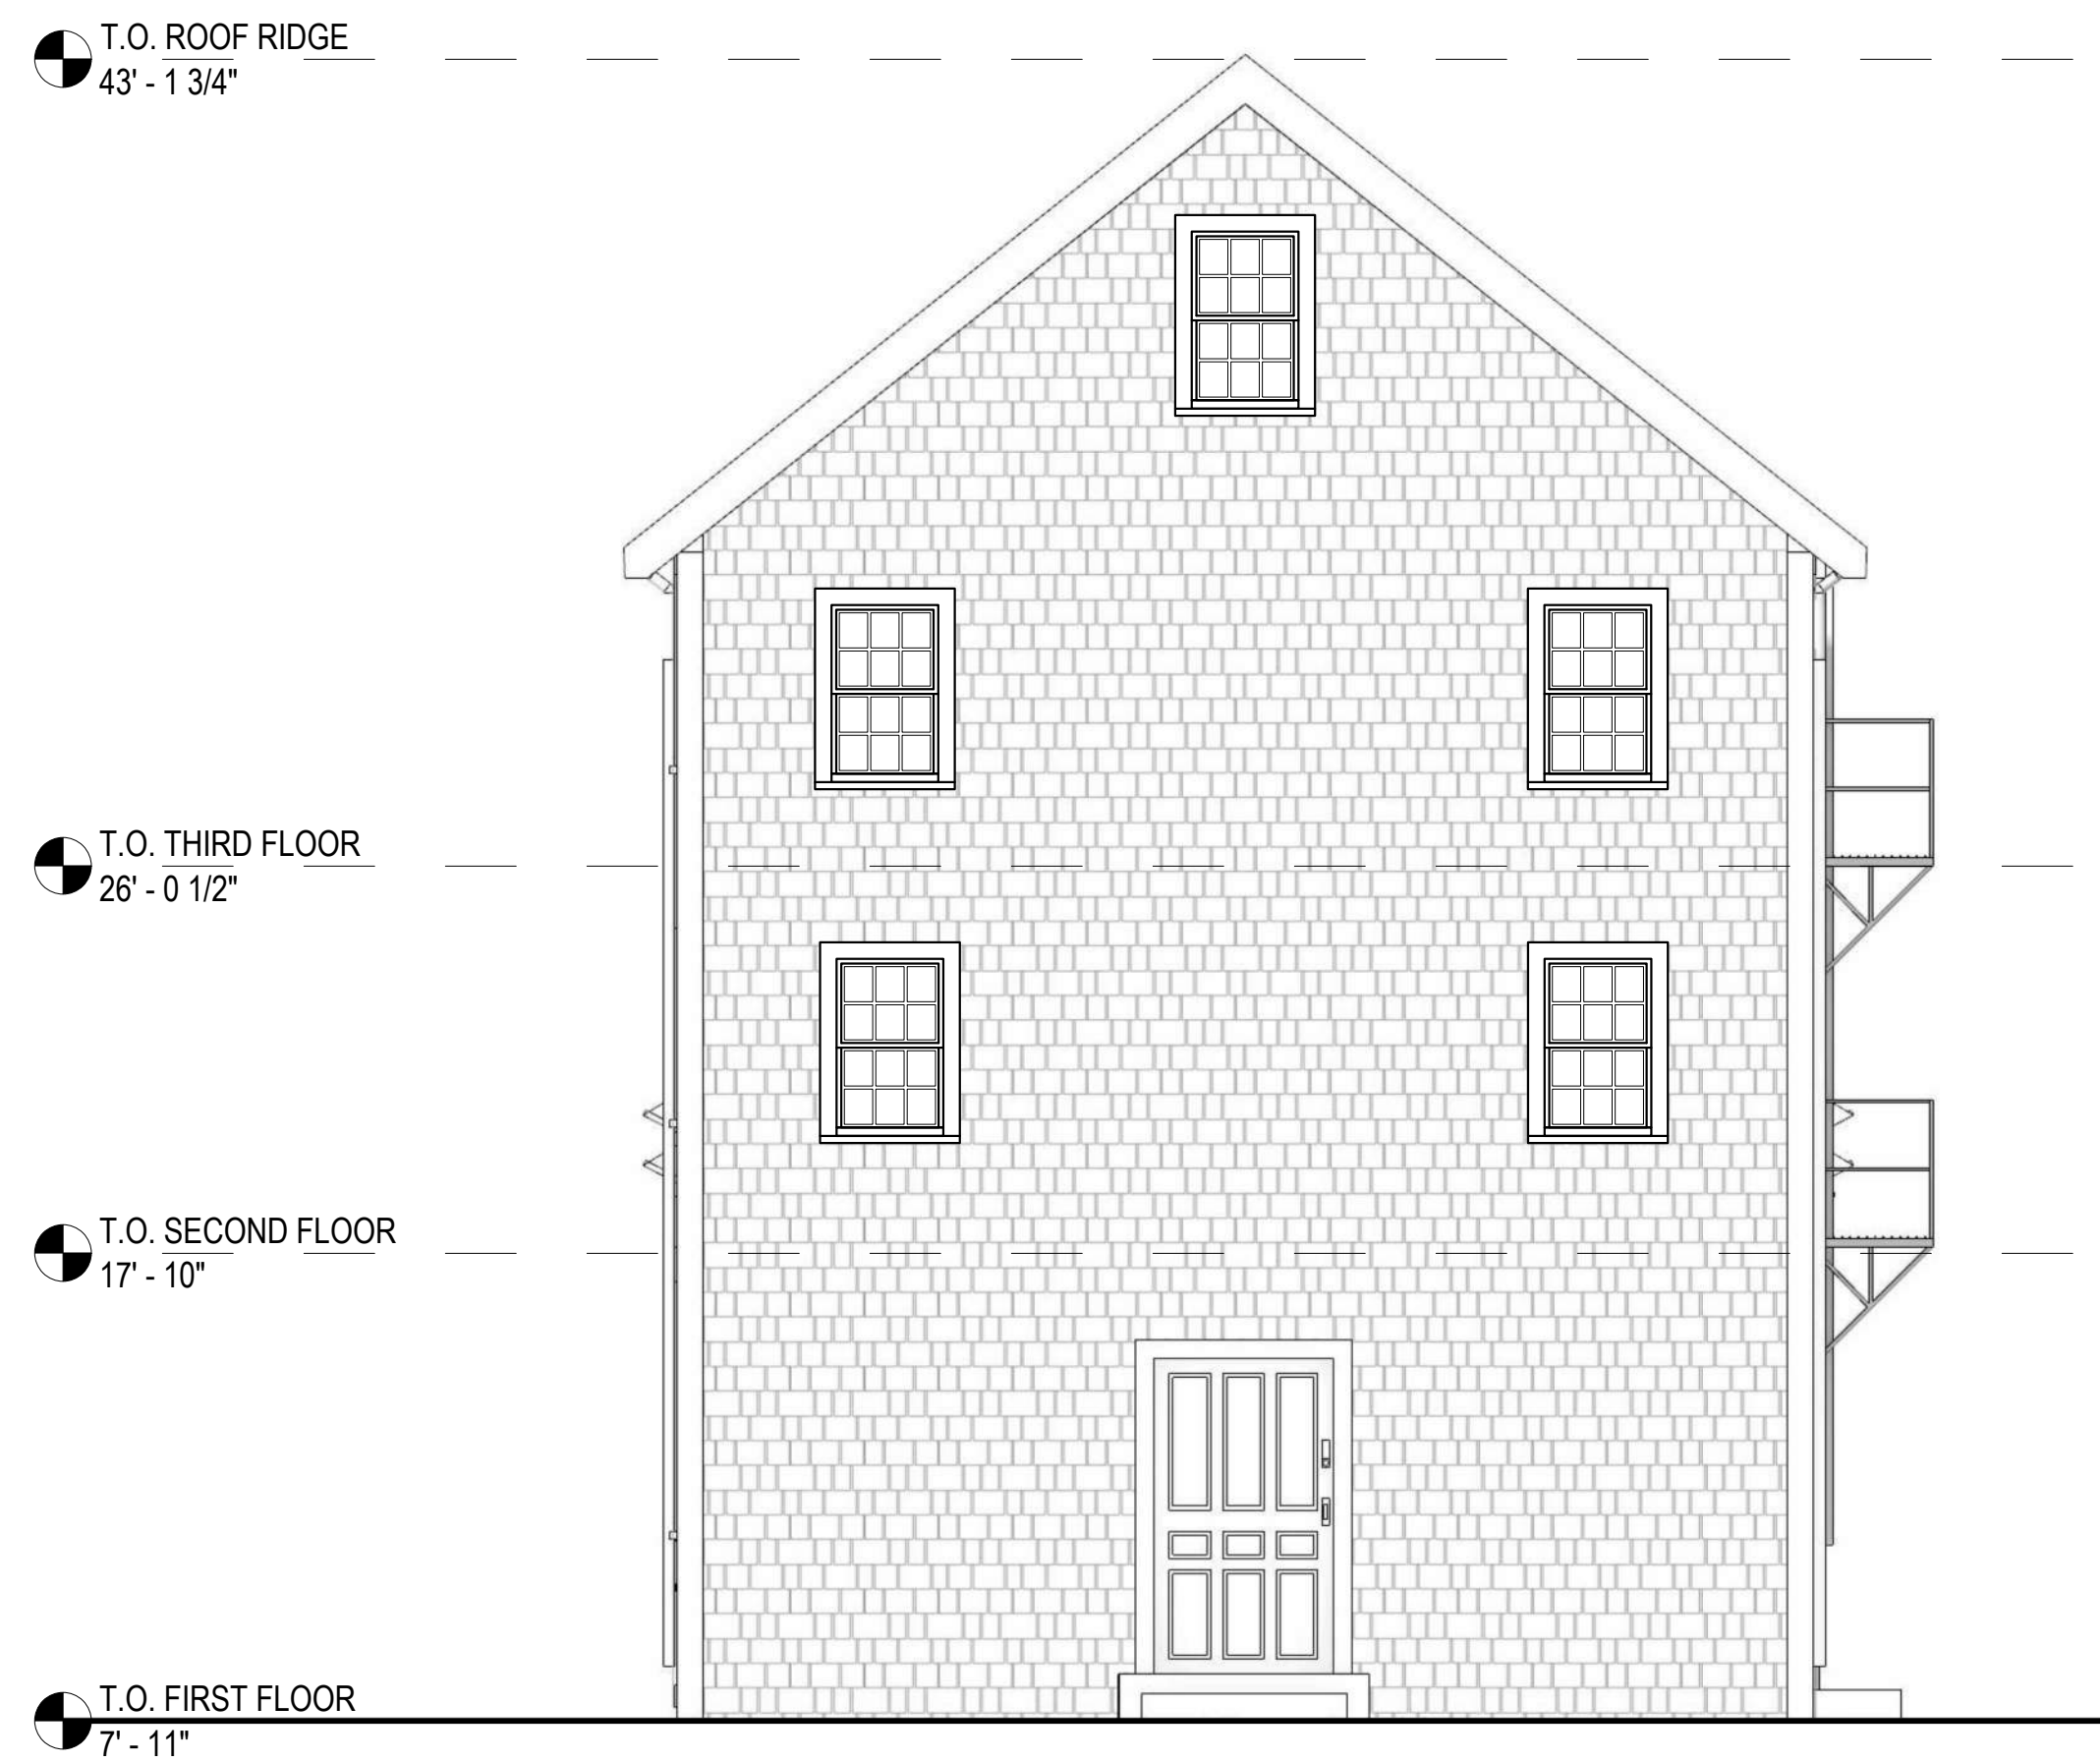 T.O. ROOF RIDGE
43' - 1 3/4"
T.O. THIRD FLOOR
26' - 0 1/2"
T.O. SECOND FLOOR
17' - 10"
T.O. FIRST FLOOR
7' - 11"